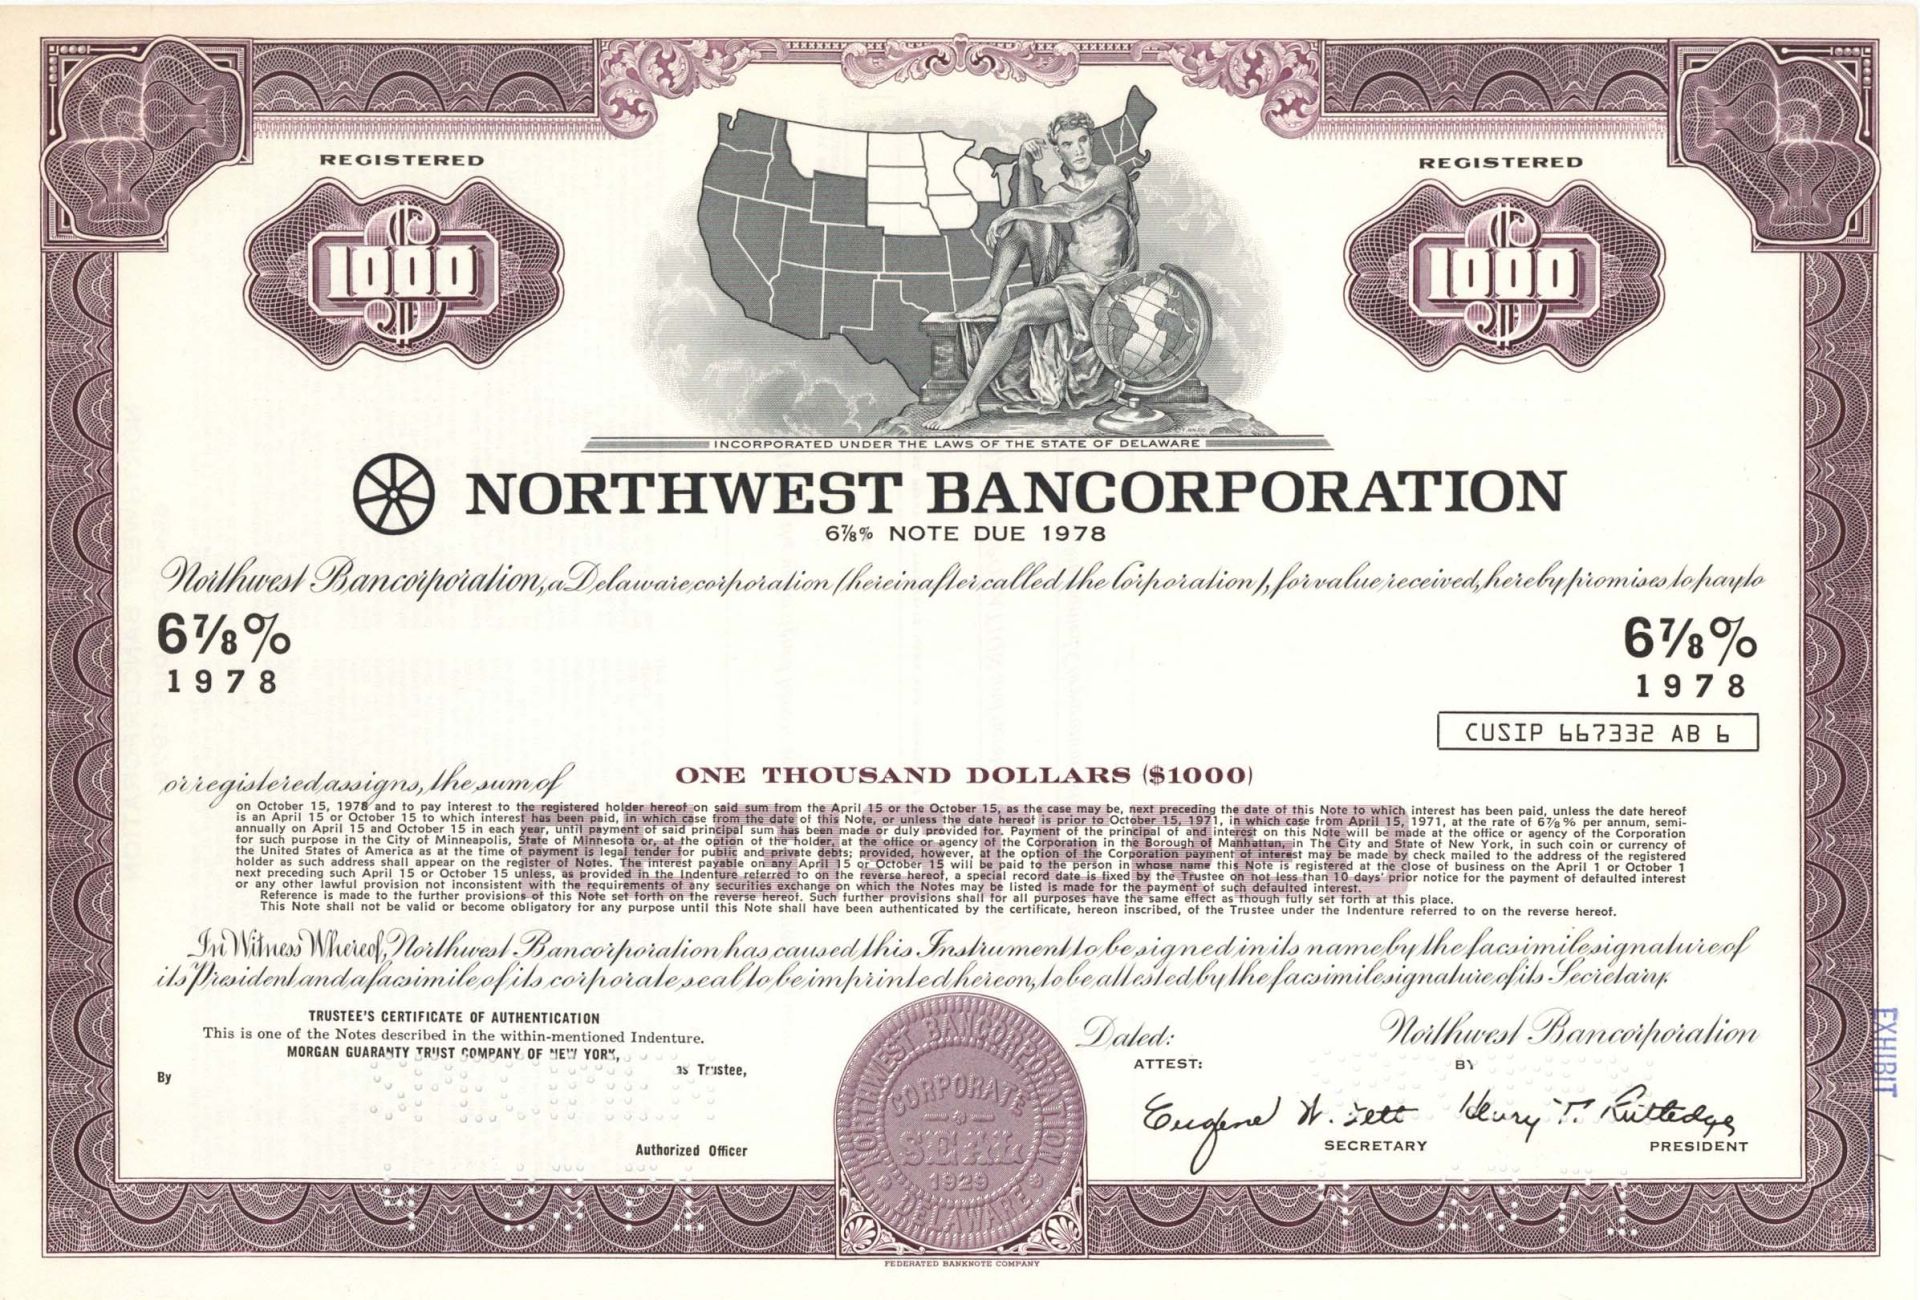 REGISTERED
REGISTERED
1000
1000
INCORPORATED UNDER THE LAWS OF THE STATE OF DELAWARE
NORTHWEST BANCORPORATION
6⅞% NOTE DUE 1978
Northwest Bancorporation, a Delaware corporation (hereinafter called the Corporation), for value received, hereby promises to pay to
6⅞%
1978
6⅞%
1978
CUSIP 667332 AB 6
or registered assigns, the sum of ONE THOUSAND DOLLARS ($1000)
REGISTERED
on October 15, 1978 and to pay interest to the registered holder hereof on said sum from the April 15 or the October 15, as the case may be, next preceding the date of this Note to which interest has been paid, unless the date hereof
is an April 15 or October 15 to which interest has been paid, in which case from the date of this Note, or unless the date hereof is prior to October 15, 1971, in which case from April 15, 1971, at the rate of 6⅞% per annum, semi-
annually on April 15 and October 15 in each year, until payment of said principal sum has been made or duly provided for. Payment of the principal of and interest on this Note will be made at the office or agency of the Corporation
for such purpose in the City of Minneapolis, State of Minnesota or, at the option of the holder, at the office or agency of the Corporation in the Borough of Manhattan, in The City and State of New York, in such coin or currency of
the United States of America as at the time of payment is legal tender for public and private debts; provided, however, at the option of the Corporation payment of interest may be made by check mailed to the address of the registered
holder as such address shall appear on the register of Notes. The interest payable on any April 15 or October 15 will be paid to the person in whose name this Note is registered at the close of business on the April 1 or October 1
next preceding such April 15 or October 15 unless, as provided in the Indenture referred to on the reverse hereof, a special record date is fixed by the Trustee on not less than 10 days' prior notice for the payment of defaulted interest
or any other lawful provision not inconsistent with the requirements of any securities exchange on which the Notes may be listed is made for the payment of such defaulted interest.
Reference is made to the further provisions of this Note set forth on the reverse hereof. Such further provisions shall for all purposes have the same effect as though fully set forth at this place.
This Note shall not be valid or become obligatory for any purpose until this Note shall have been authenticated by the certificate, hereon inscribed, of the Trustee under the Indenture referred to on the reverse hereof.
In Witness Whereof, Northwest Bancorporation has caused this Instrument to be signed in its name by the facsimile signature of
its President and a facsimile of its corporate seal to be imprinted hereon, to be attested by the facsimile signature of its Secretary.
TRUSTEE'S CERTIFICATE OF AUTHENTICATION
This is one of the Notes described in the within-mentioned Indenture.
MORGAN GUARANTY TRUST COMPANY OF NEW YORK,
as Trustee,
By
Authorized Officer
NORTHWEST BANCORPORATION
CORPORATE
SEAL
1929
DELAWARE
Dated:
Northwest Bancorporation
ATTEST:
BY
Henry T. Rutledge
SECRETARY
PRESIDENT
EXHIBIT
FEDERATED BANKNOTE COMPANY